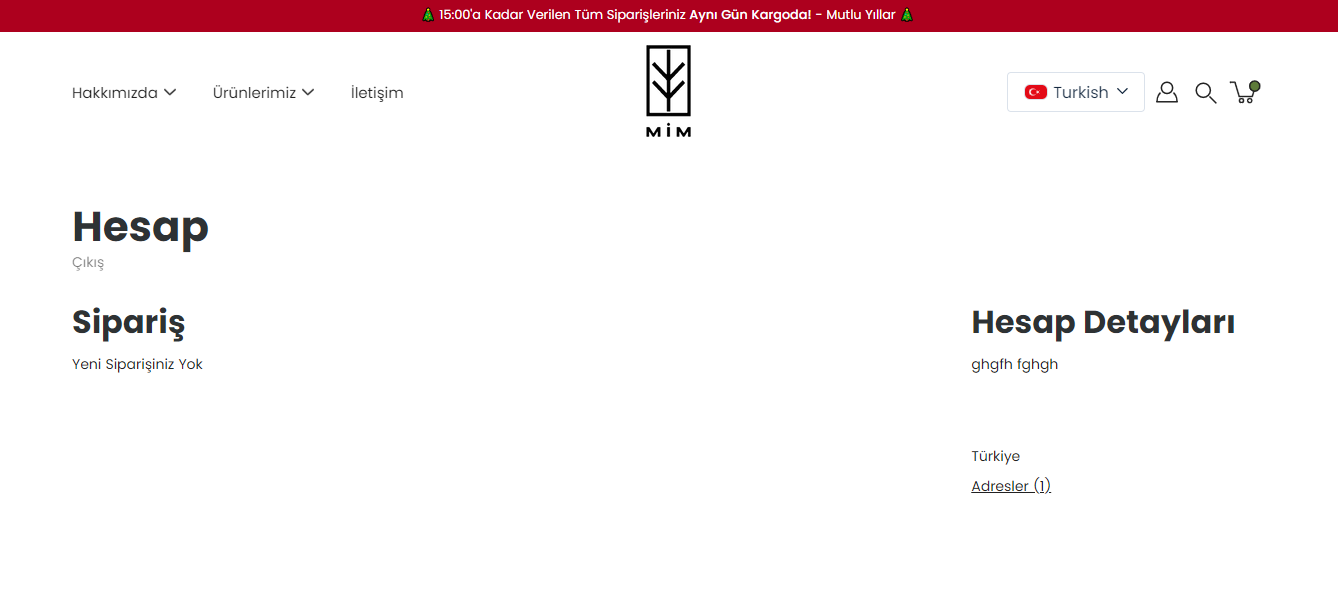 🎄 15:00'a Kadar Verilen Tüm Siparişleriniz Aynı Gün Kargoda! - Mutlu Yıllar 🎄
Hakkımızda Ürünlerimiz İletişim
MiM
Turkish
Hesap
Çıkış
Sipariş
Yeni Siparişiniz Yok
Hesap Detayları
ghgfh fghgh
Türkiye
Adresler (1)